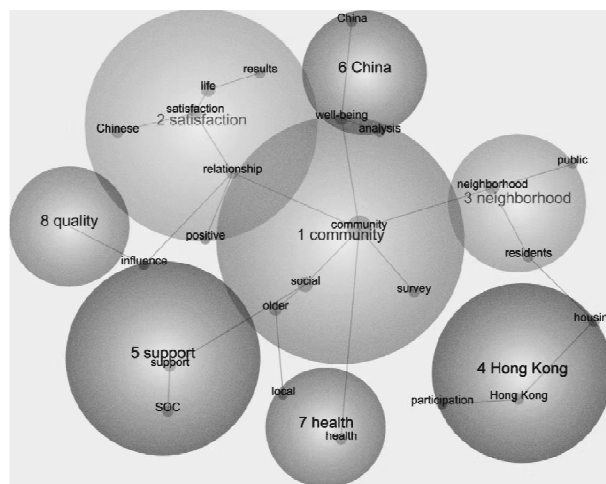 China
6 China
results
life
satisfaction
2 satisfaction
Chinese
well-being
analysis
relationship
public
neighborhood
3 neighborhood
8 quality
positive
community
1 community
residents
influence
social
survey
older
housin
5 support
support
4 Hong Kong
SOC
local
participation
Hong Kong
7 health
health